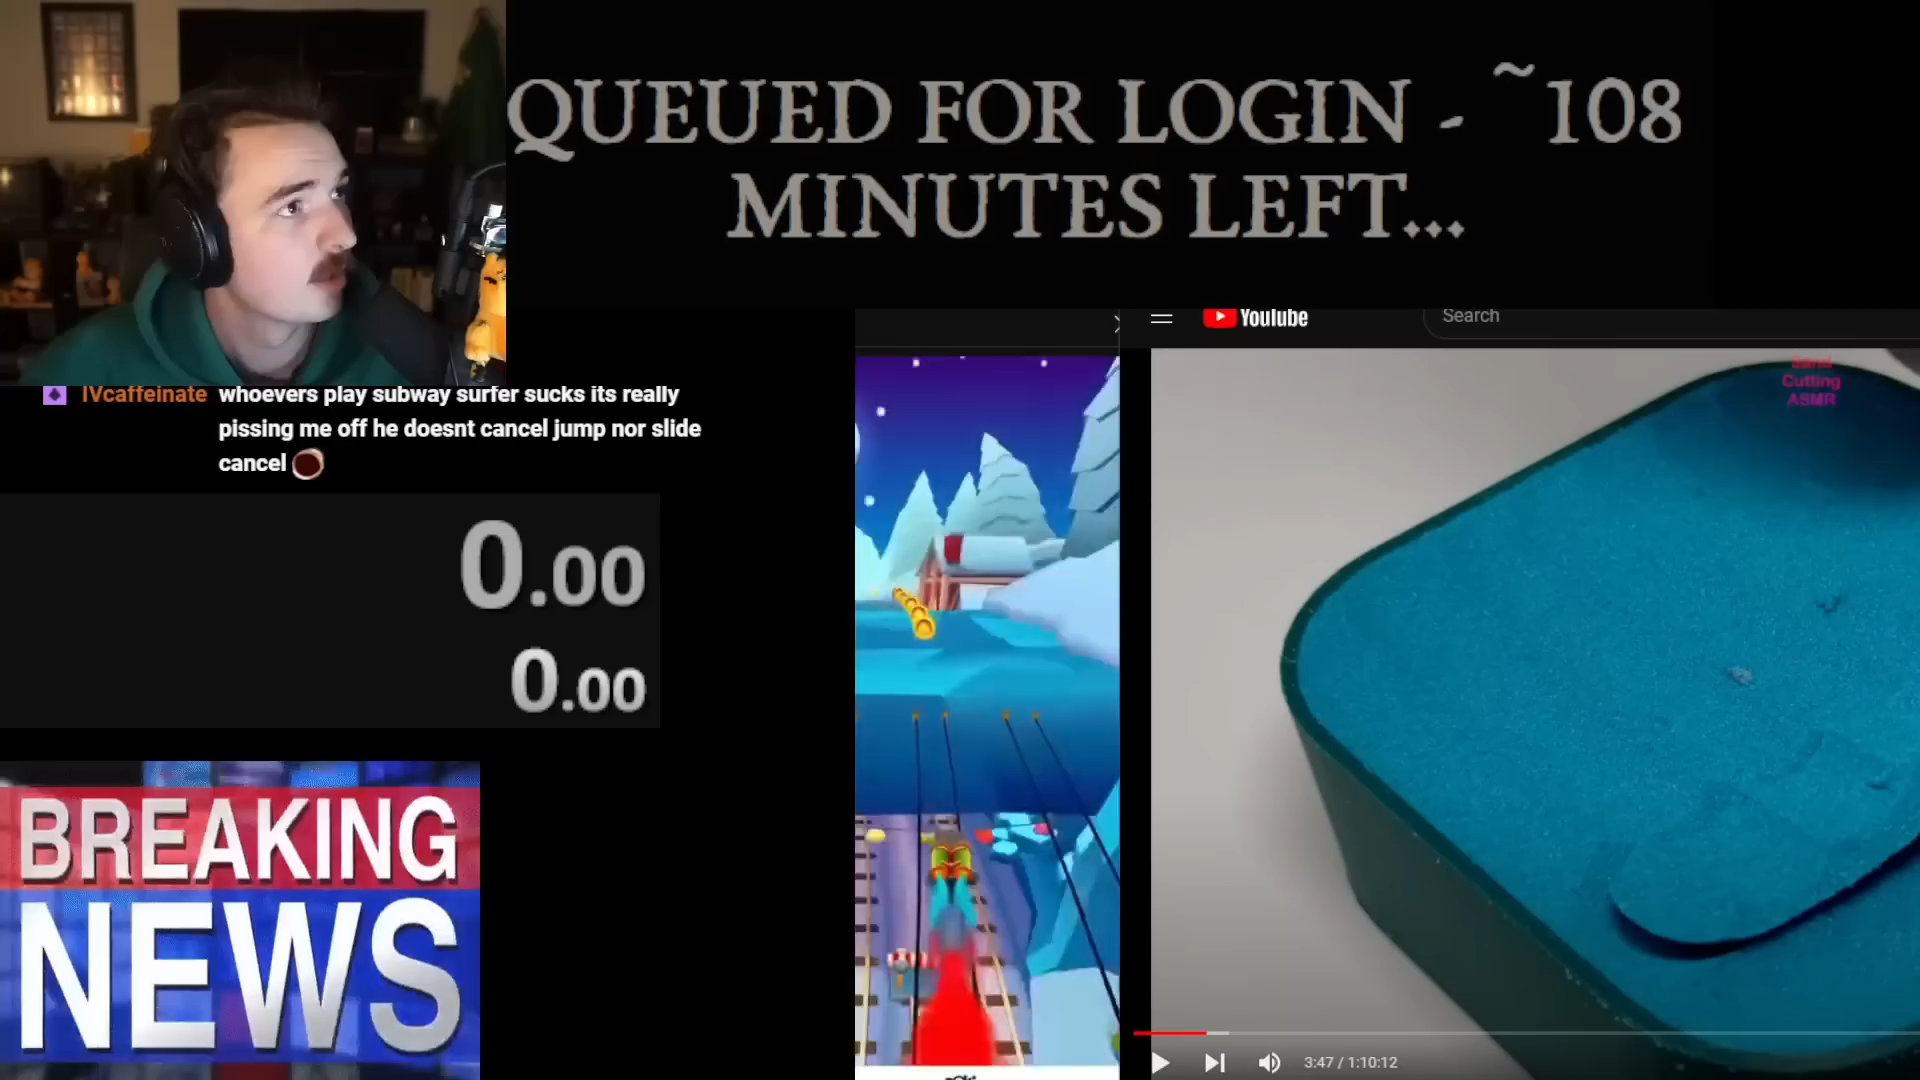 QUEUED FOR LOGIN - ~108
MINUTES LEFT...
YouTube
Search
IVcaffeinate whoevers play subway surfer sucks its really
pissing me off he doesnt cancel jump nor slide
cancel
Sand
Cutting
ASMR
0.00
0.00
BREAKING
NEWS
3:47 / 1:10:12